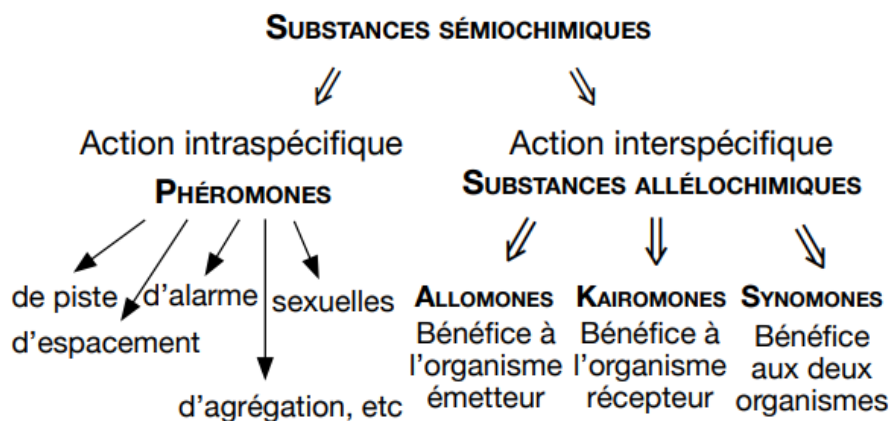 SUBSTANCES SÉMIOCHIMIQUES
Action intraspécifique
PHÉROMONES
de piste
d'espacement
d'alarme
sexuelles
d'agrégation, etc
Action interspécifique
SUBSTANCES ALLÉLOCHIMIQUES
ALLOMONES
Bénéfice à
l'organisme
émetteur
KAIROMONES
Bénéfice à
l'organisme
récepteur
SYNOMONES
Bénéfice
aux deux
organismes